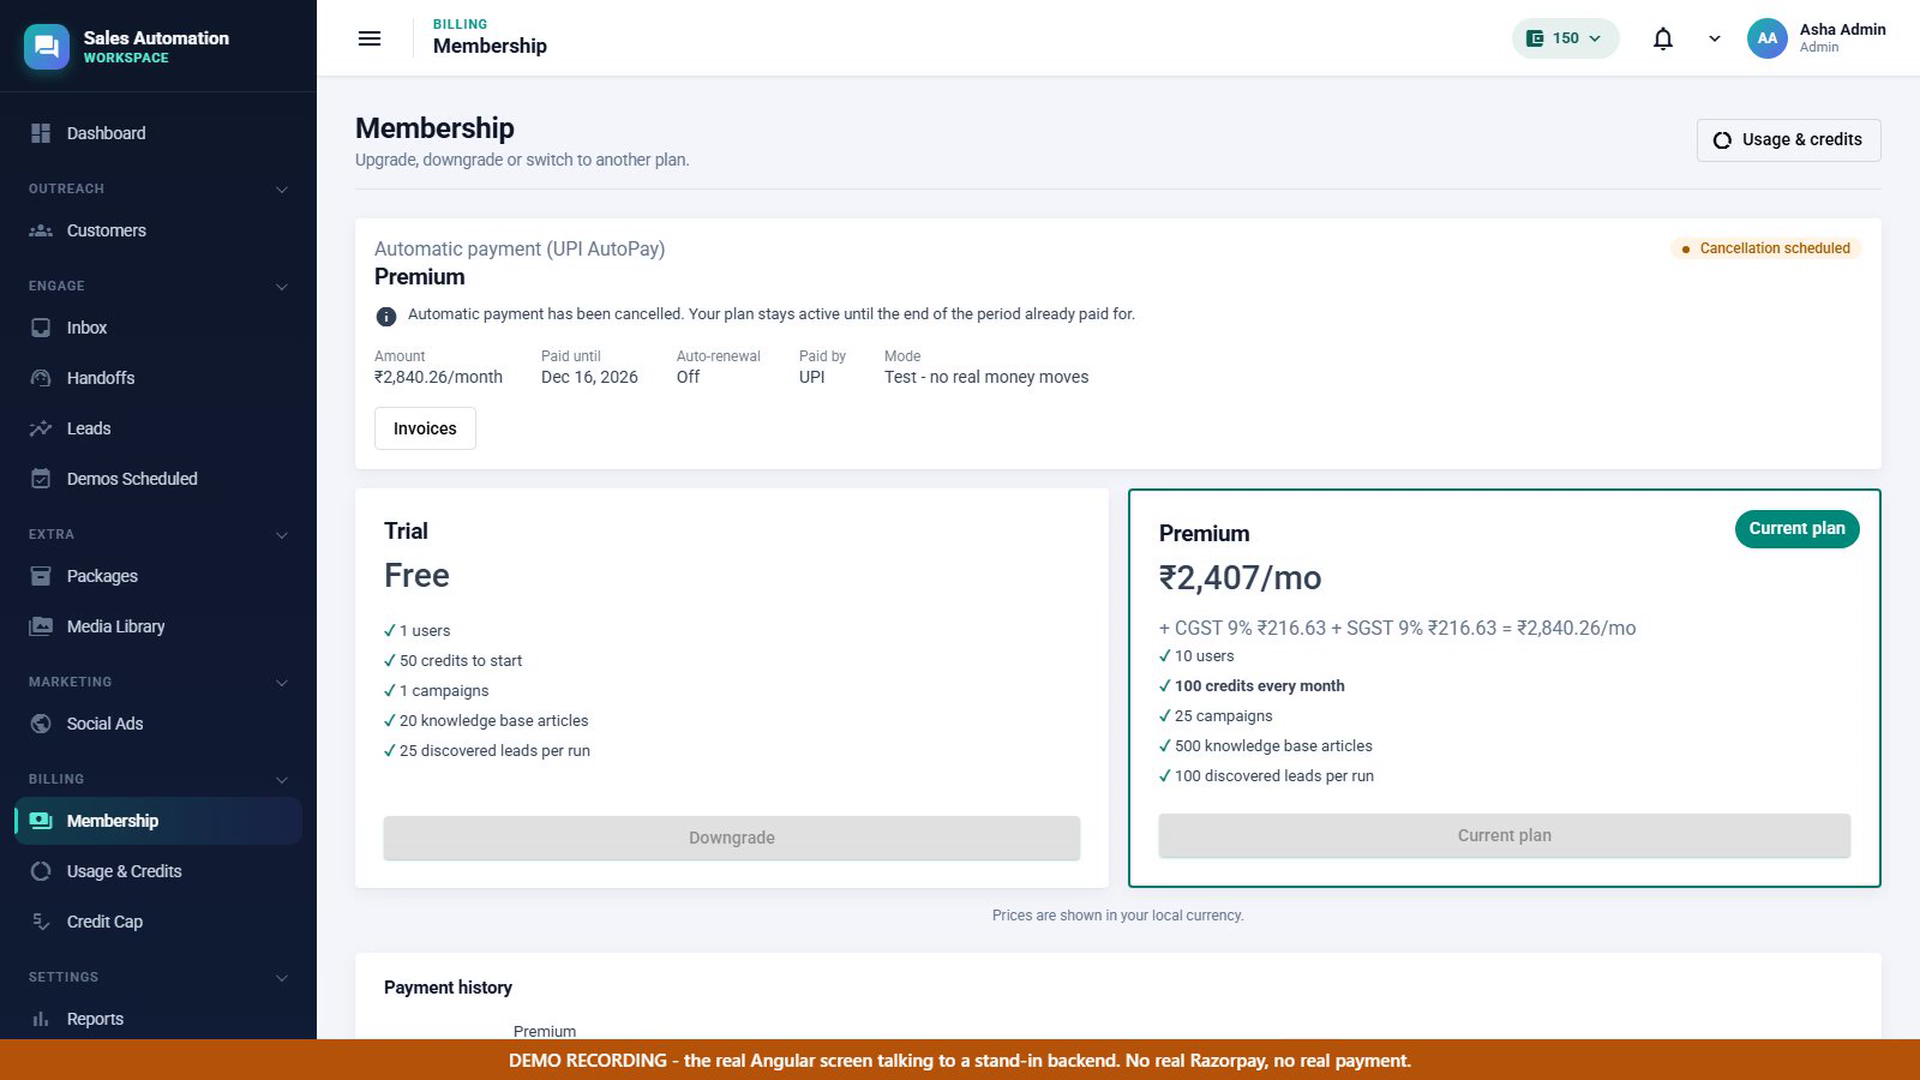 Sales Automation
WORKSPACE
Dashboard
OUTREACH
Customers
ENGAGE
Inbox
Handoffs
Leads
Demos Scheduled
EXTRA
Packages
Media Library
MARKETING
Social Ads
BILLING
Membership
Usage & Credits
Credit Cap
SETTINGS
Reports
BILLING
Membership
150
AA
Asha Admin
Admin
Membership
Upgrade, downgrade or switch to another plan.
Usage & credits
Automatic payment (UPI AutoPay)
Cancellation scheduled
Premium
Automatic payment has been cancelled. Your plan stays active until the end of the period already paid for.
Amount Paid until Auto-renewal Paid by Mode
₹2,840.26/month Dec 16, 2026 Off UPI Test - no real money moves
Invoices
Trial
Free
✓ 1 users
✓ 50 credits to start
✓ 1 campaigns
✓ 20 knowledge base articles
✓ 25 discovered leads per run
Downgrade
Premium
Current plan
₹2,407/mo
+ CGST 9% ₹216.63 + SGST 9% ₹216.63 = ₹2,840.26/mo
✓ 10 users
✓ 100 credits every month
✓ 25 campaigns
✓ 500 knowledge base articles
✓ 100 discovered leads per run
Current plan
Prices are shown in your local currency.
Payment history
Premium
DEMO RECORDING - the real Angular screen talking to a stand-in backend. No real Razorpay, no real payment.